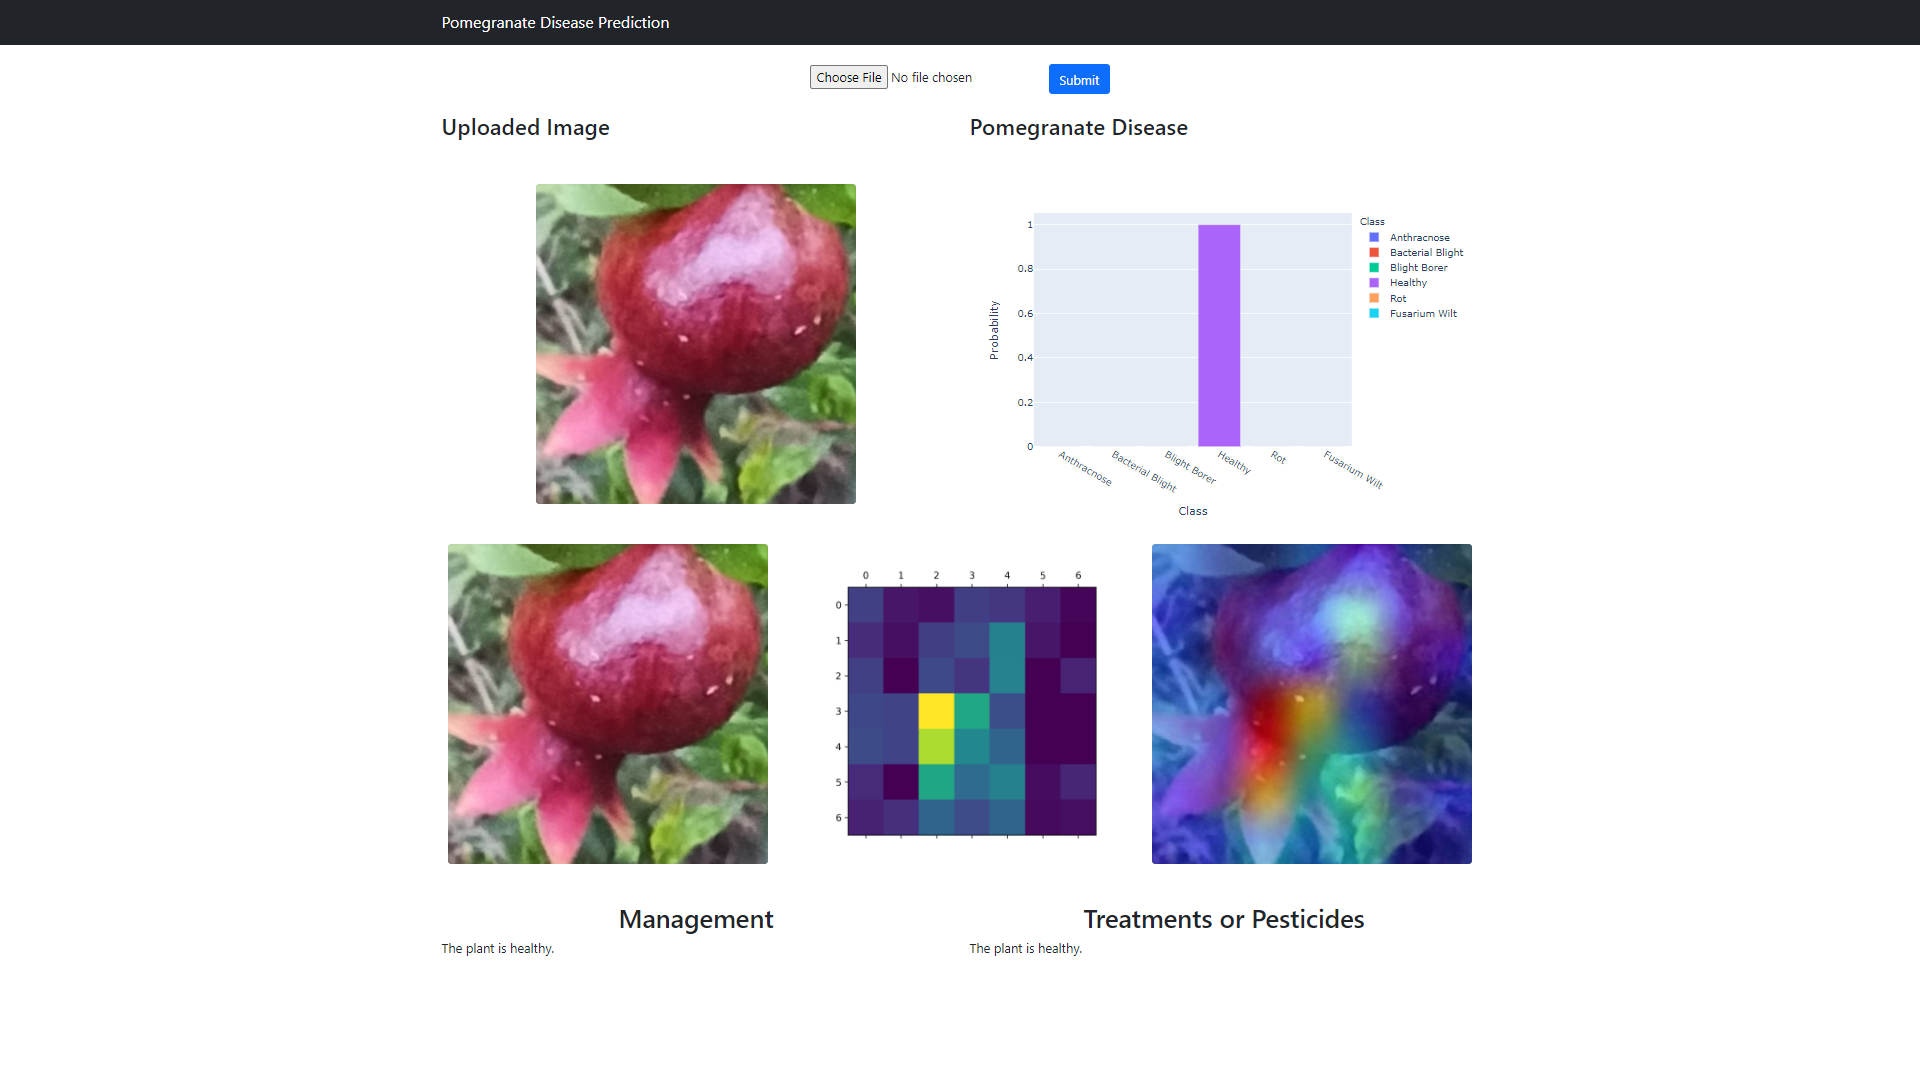 Pomegranate Disease Prediction
Choose File No file chosen Submit
Uploaded Image
Pomegranate Disease
1
0.8
0.6
0.4
0.2
0
Probability
Anthracnose
Bacterial Blight
Blight Borer
Healthy
Rot
Fusarium Wilt
Class
Class
Anthracnose
Bacterial Blight
Blight Borer
Healthy
Rot
Fusarium Wilt
0 1 2 3 4 5 6
0
1
2
3
4
5
6
Management
The plant is healthy.
Treatments or Pesticides
The plant is healthy.